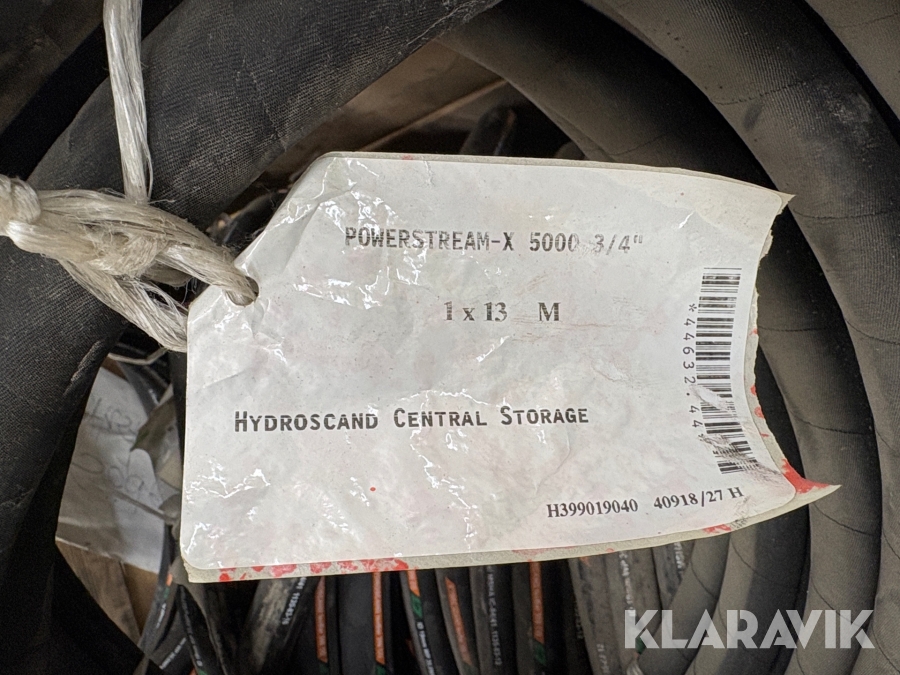 POWERSTREAM-X 5000 3/4"
1 x 13 M
HYDROSCAND CENTRAL STORAGE
H399019040 40918/27 H
KLARAVIK